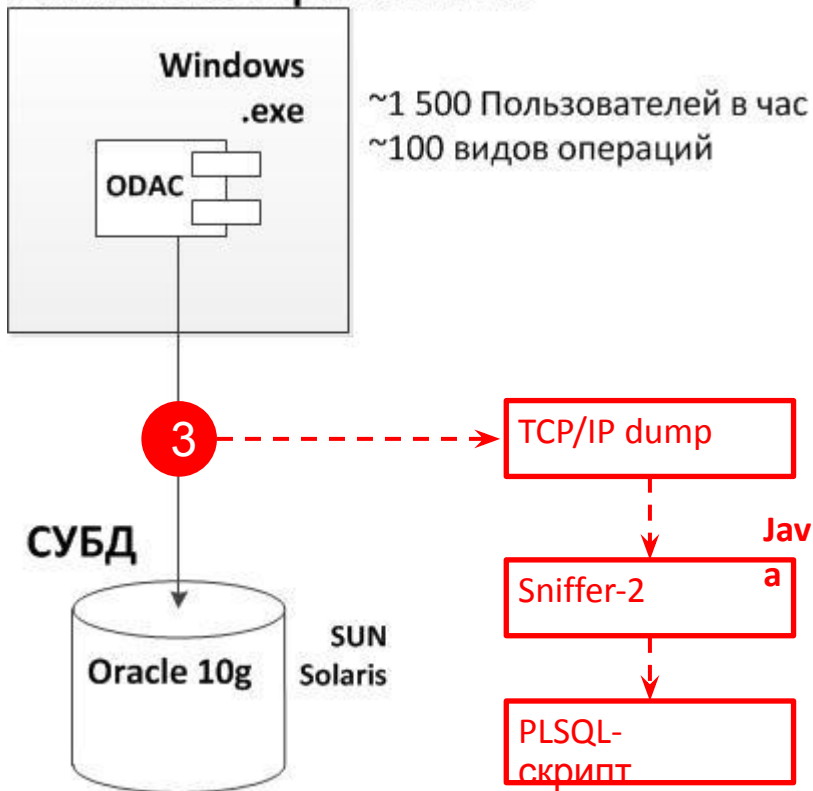 Windows
.exe
ODAC
~1 500 Пользователей в час
~100 видов операций
3
TCP/IP dump
СУБД
Jav
a
Sniffer-2
Oracle 10g
SUN
Solaris
PLSQL-
скрипт